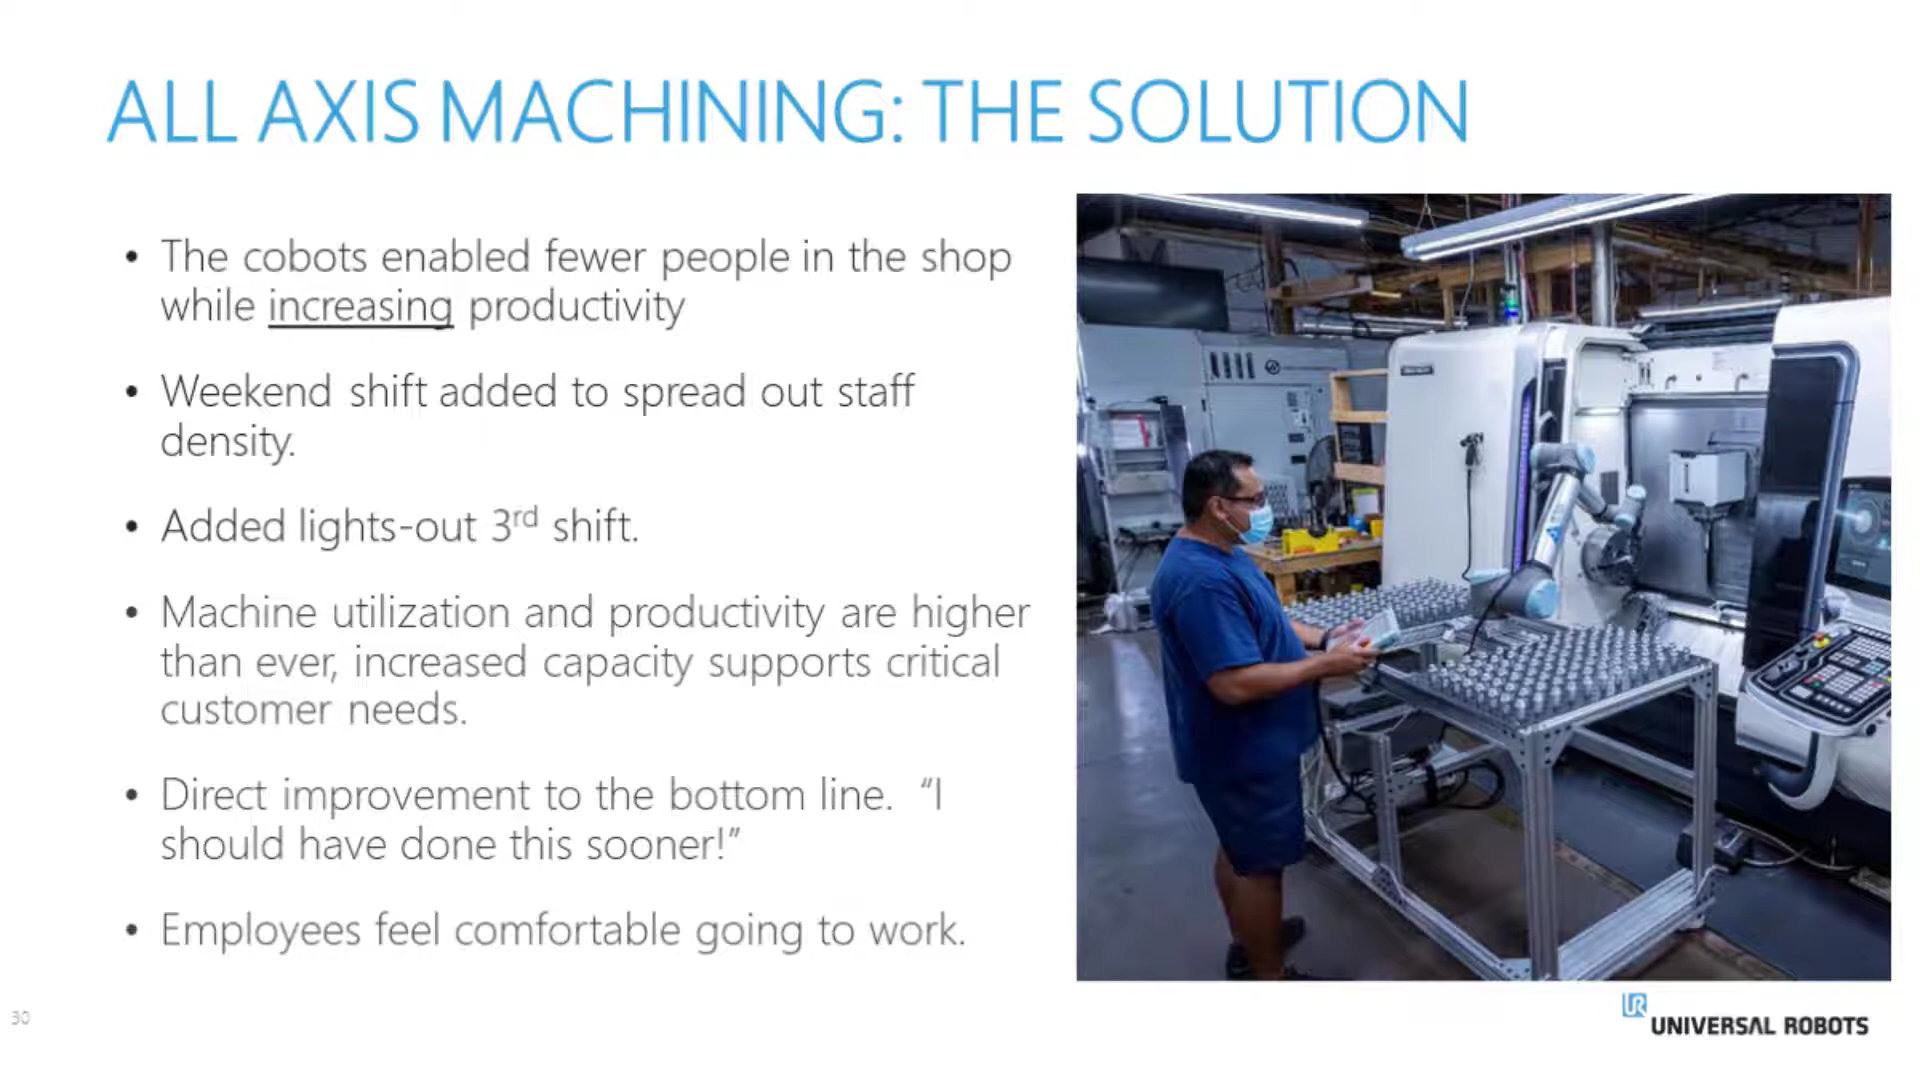 ALL AXIS MACHINING: THE SOLUTION
• The cobots enabled fewer people in the shop
while increasing productivity
• Weekend shift added to spread out staff
density.
• Added lights-out 3rd shift.
• Machine utilization and productivity are higher
than ever, increased capacity supports critical
customer needs.
• Direct improvement to the bottom line.  “I
should have done this sooner!”
• Employees feel comfortable going to work.
30
UR
UNIVERSAL ROBOTS